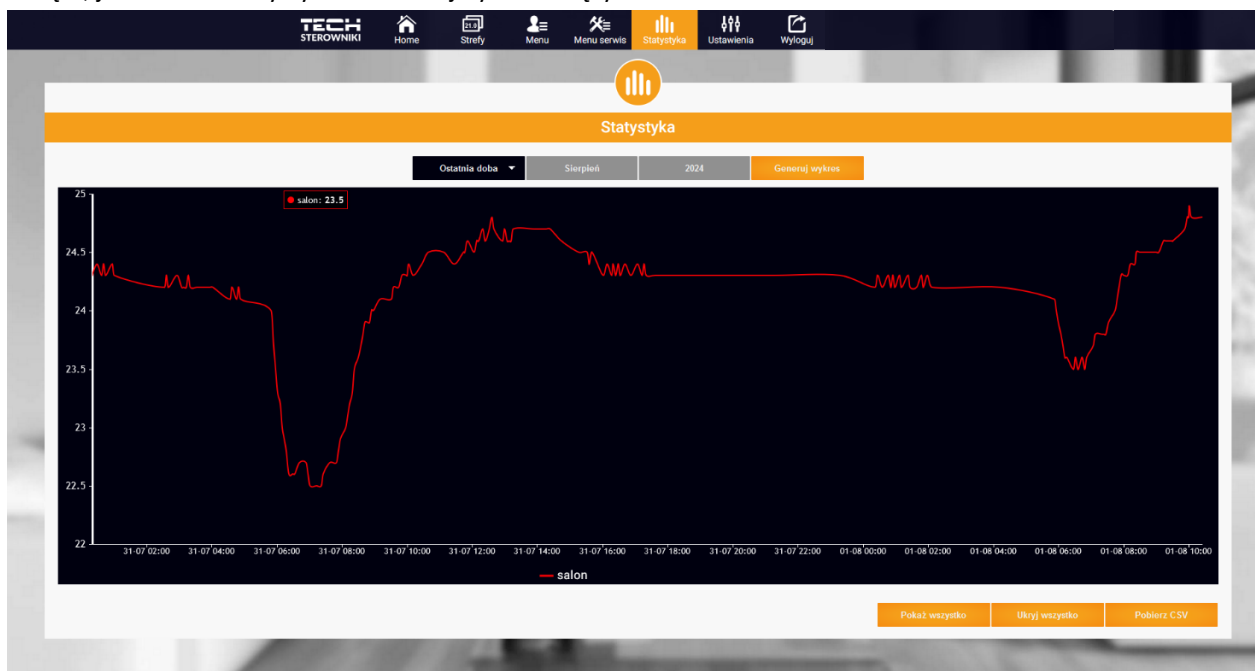 TECH
STEROWNIKI
Home
21.0
Strefy
Menu
Menu serwis
Statystyka
Ustawienia
Wyloguj
Statystyka
Ostatnia doba
Sierpień
2024
Generuj wykres
salon: 23.5
25
24.5
24
23.5
23
22.5
22
31-07 02:00 31-07 04:00 31-07 06:00 31-07 08:00 31-07 10:00 31-07 12:00 31-07 14:00 31-07 16:00 31-07 18:00 31-07 20:00 31-07 22:00 01-08 00:00 01-08 02:00 01-08 04:00 01-08 06:00 01-08 08:00 01-08 10:00
salon
Pokaż wszystko
Ukryj wszystko
Pobierz CSV